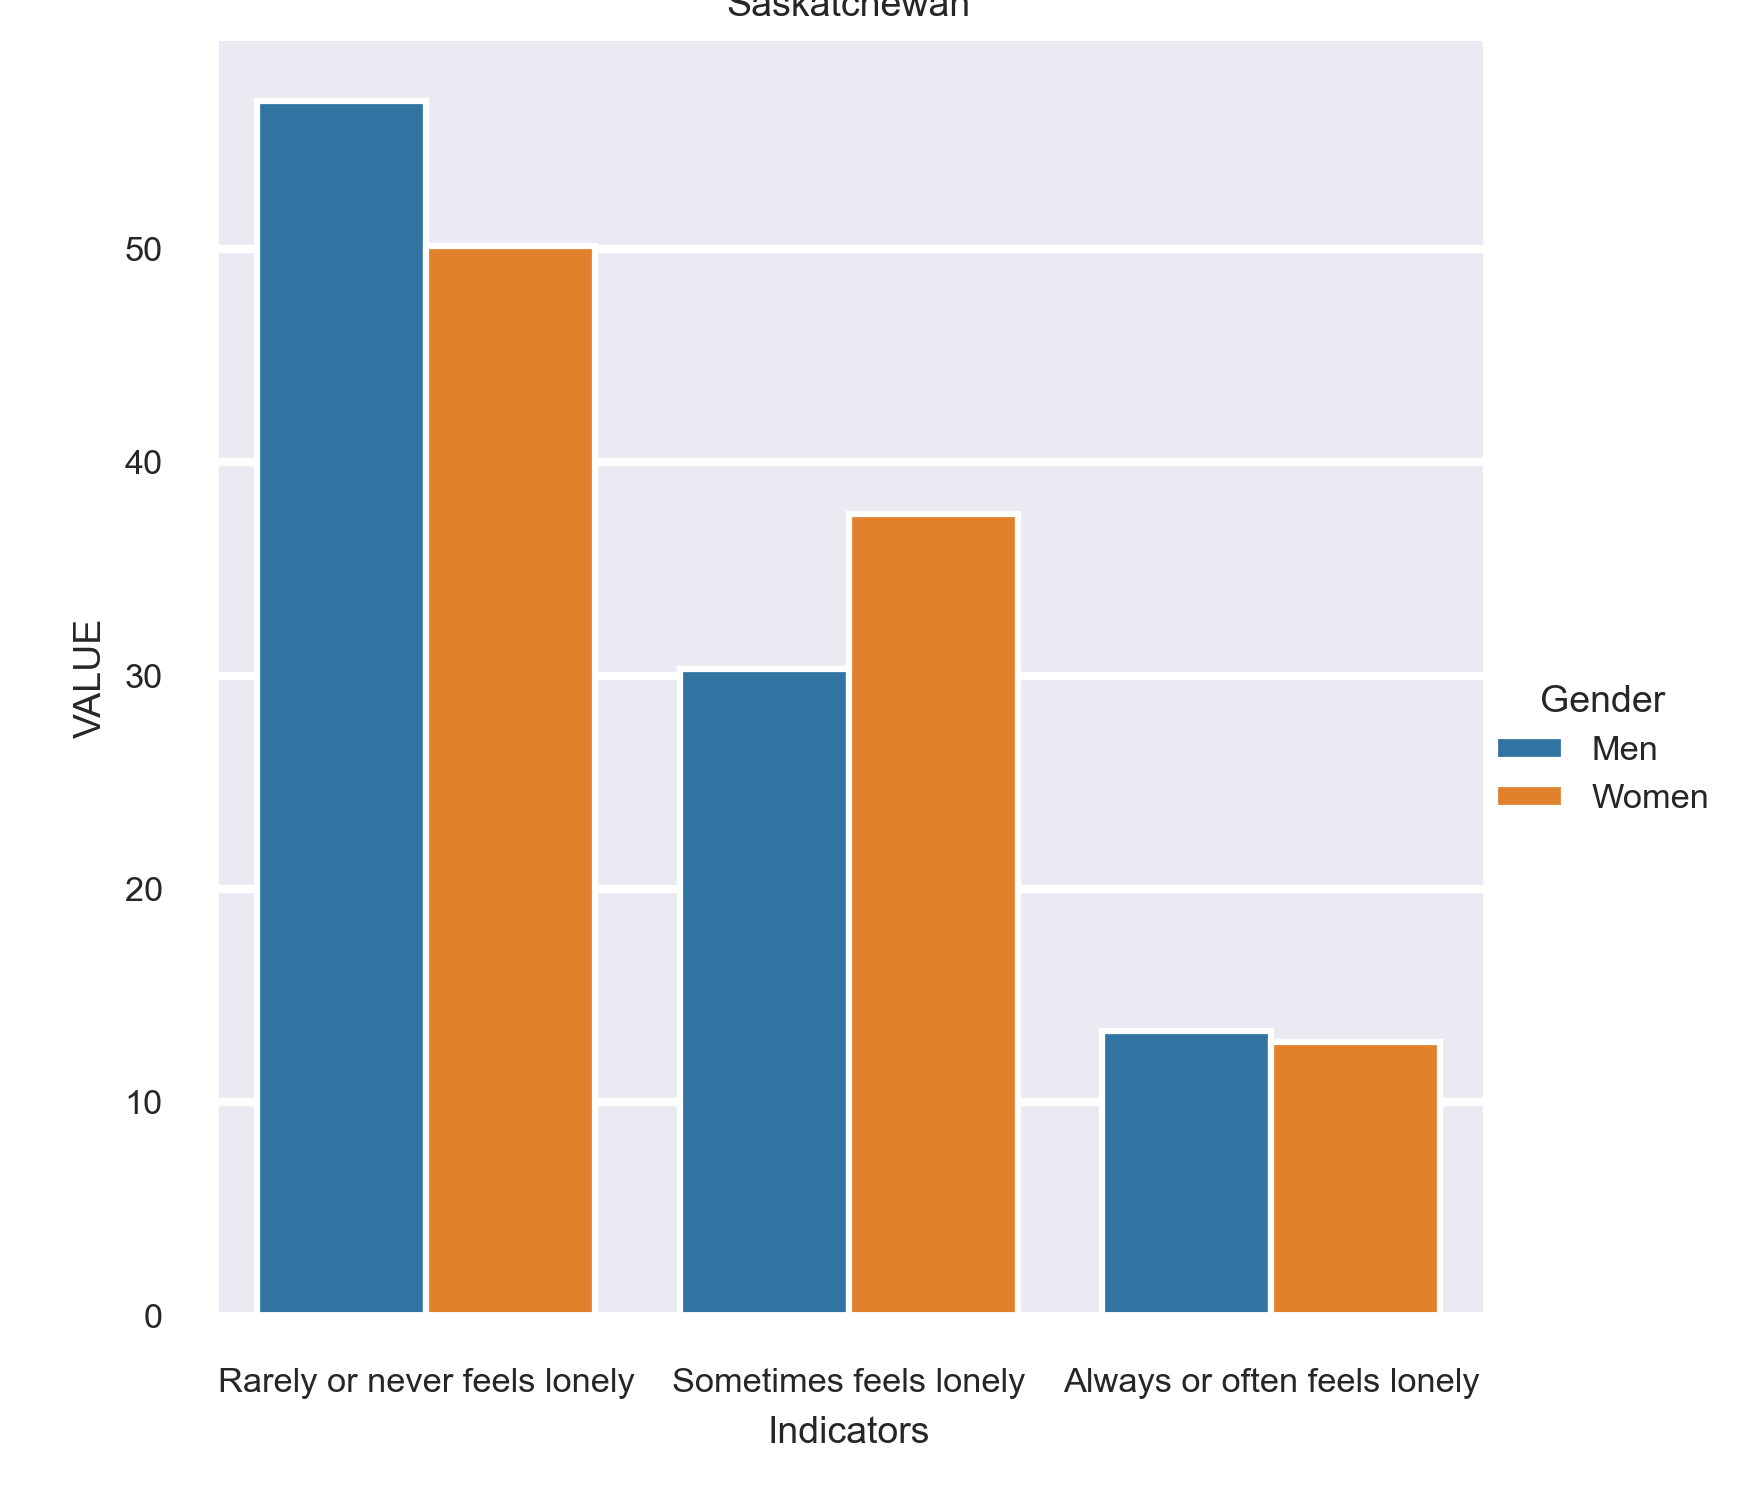 Saskatchewan
50
40
30
20
10
0
VALUE
Rarely or never feels lonely
Sometimes feels lonely
Always or often feels lonely
Indicators
Gender
Men
Women